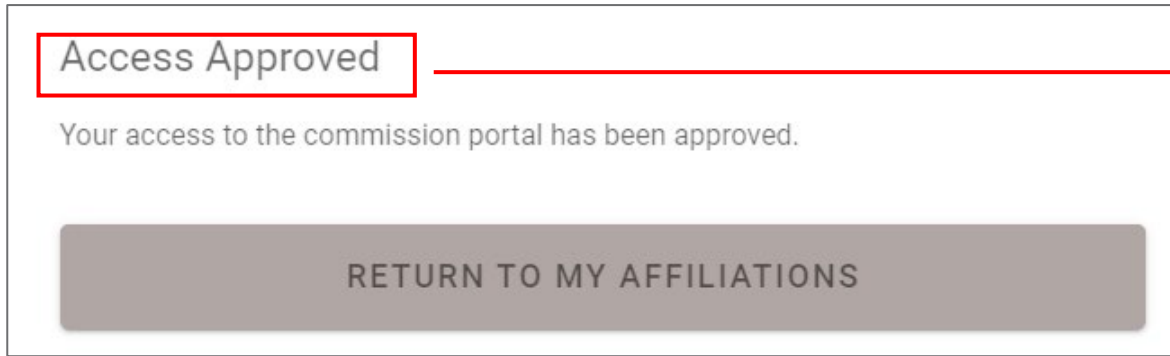 Access Approved
Your access to the commission portal has been approved.
RETURN TO MY AFFILIATIONS